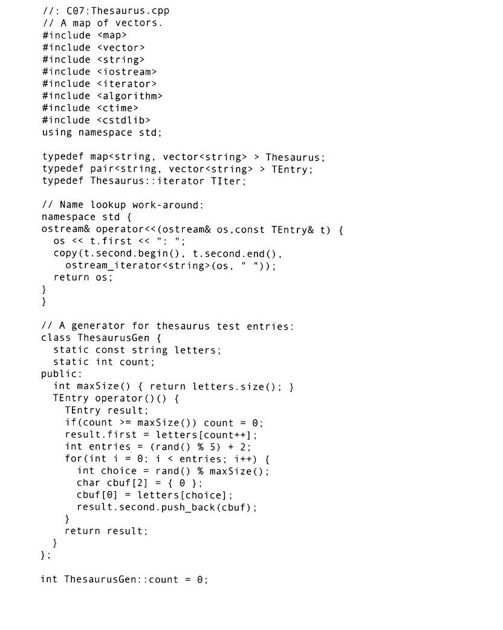 //: C07:Thesaurus.cpp
// A map of vectors.
#include <map>
#include <vector>
#include <string>
#include <iostream>
#include <iterator>
#include <algorithm>
#include <ctime>
#include <cstdlib>
using namespace std;

typedef map<string, vector<string> > Thesaurus;
typedef pair<string, vector<string> > TEntry;
typedef Thesaurus::iterator TIter;

// Name lookup work-around:
namespace std {
ostream& operator<<(ostream& os,const TEntry& t) {
  os << t.first << ": ";
  copy(t.second.begin(), t.second.end(),
    ostream_iterator<string>(os, " "));
  return os;
}
}

// A generator for thesaurus test entries:
class ThesaurusGen {
  static const string letters;
  static int count;
public:
  int maxSize() { return letters.size(); }
  TEntry operator()() {
    TEntry result;
    if(count >= maxSize()) count = 0;
    result.first = letters[count++];
    int entries = (rand() % 5) + 2;
    for(int i = 0; i < entries; i++) {
      int choice = rand() % maxSize();
      char cbuf[2] = { 0 };
      cbuf[0] = letters[choice];
      result.second.push_back(cbuf);
    }
    return result;
  }
};

int ThesaurusGen::count = 0;